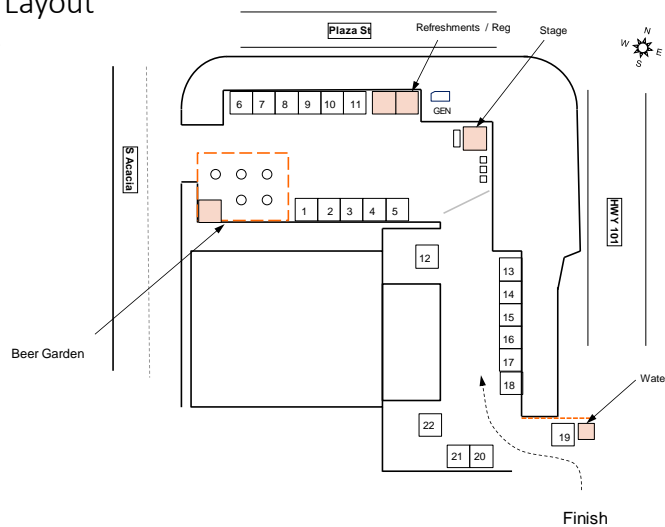 Layout
Plaza St
Refreshments / Reg
Stage
N
W
E
S
6 7 8 9 10 11
GEN
S Acacia
HWY 101
1 2 3 4 5
12
13
14
15
16
17
18
Beer Garden
Wate
22
19
21 20
Finish